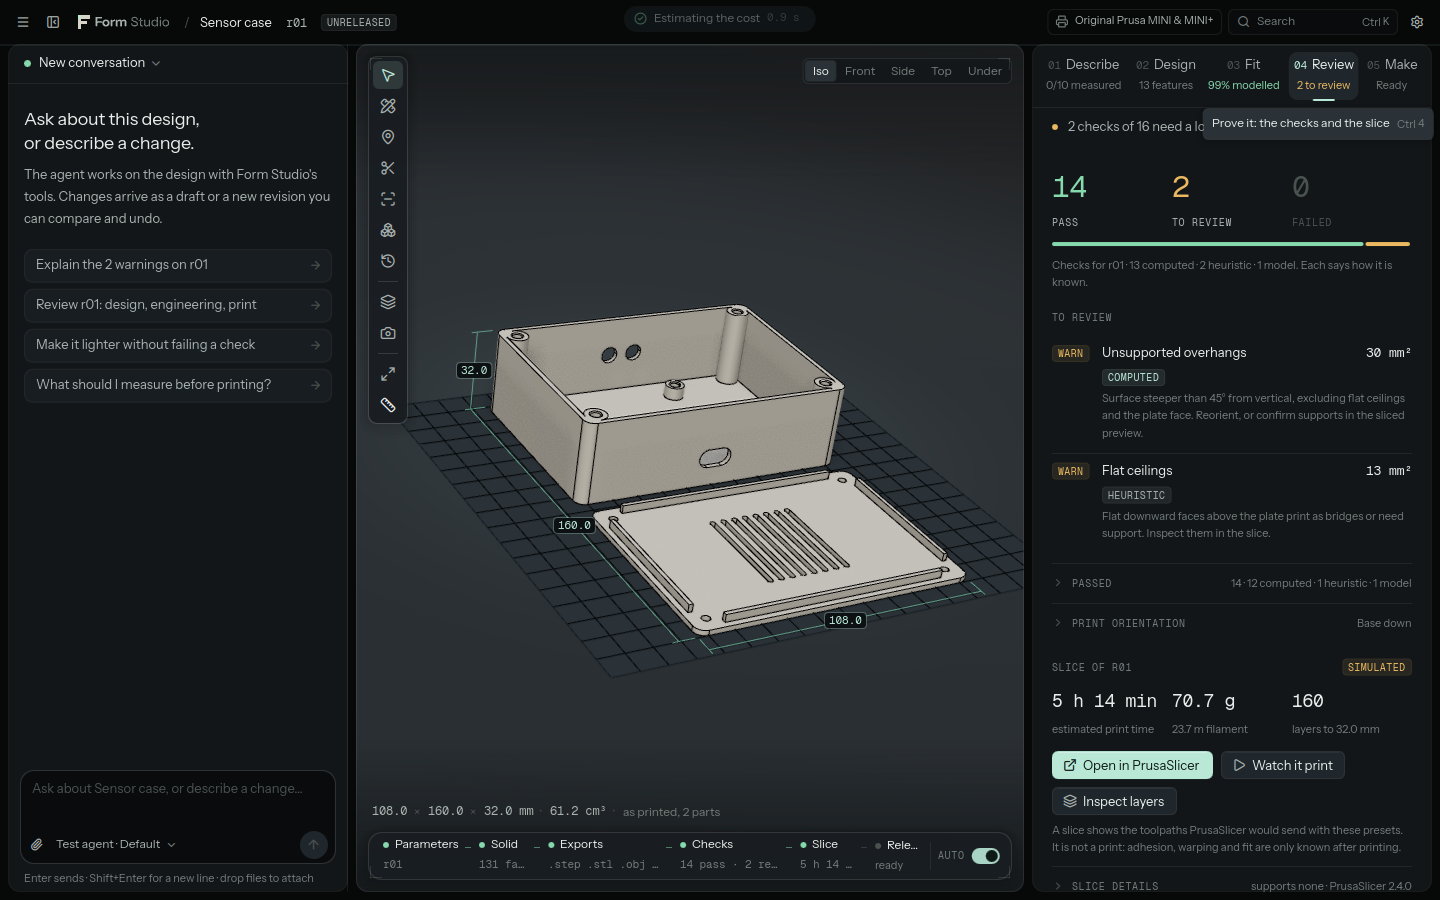 Form Studio / Sensor case r01 UNRELEASED
Estimating the cost 0.9 s
Original Prusa MINI & MINI+
Search Ctrl K
New conversation
Ask about this design,
or describe a change.
The agent works on the design with Form Studio's
tools. Changes arrive as a draft or a new revision you
can compare and undo.
Explain the 2 warnings on r01
Review r01: design, engineering, print
Make it lighter without failing a check
What should I measure before printing?
Ask about Sensor case, or describe a change...
Test agent · Default
Enter sends · Shift+Enter for a new line · drop files to attach
Iso Front Side Top Under
32.0
160.0
108.0
108.0 × 160.0 × 32.0 mm · 61.2 cm³ · as printed, 2 parts
Parameters Solid Exports Checks Slice Rele...
r01 131 fa... .step .stl .obj ... 14 pass · 2 re... 5 h 14 ... ready
AUTO
01 Describe 02 Design 03 Fit 04 Review 05 Make
0/10 measured 13 features 99% modelled 2 to review Ready
2 checks of 16 need a lo
Prove it: the checks and the slice Ctrl 4
14 2 0
PASS TO REVIEW FAILED
Checks for r01 · 13 computed · 2 heuristic · 1 model. Each says how it is
known.
TO REVIEW
WARN Unsupported overhangs 30 mm²
COMPUTED
Surface steeper than 45° from vertical, excluding flat ceilings
and the plate face. Reorient, or confirm supports in the sliced
preview.
WARN Flat ceilings 13 mm²
HEURISTIC
Flat downward faces above the plate print as bridges or need
support. Inspect them in the slice.
PASSED 14 · 12 computed · 1 heuristic · 1 model
PRINT ORIENTATION Base down
SLICE OF R01 SIMULATED
5 h 14 min 70.7 g 160
estimated print time 23.7 m filament layers to 32.0 mm
Open in PrusaSlicer Watch it print
Inspect layers
A slice shows the toolpaths PrusaSlicer would send with these presets.
It is not a print: adhesion, warping and fit are only known after printing.
SLICE DETAILS supports none · PrusaSlicer 2.4.0